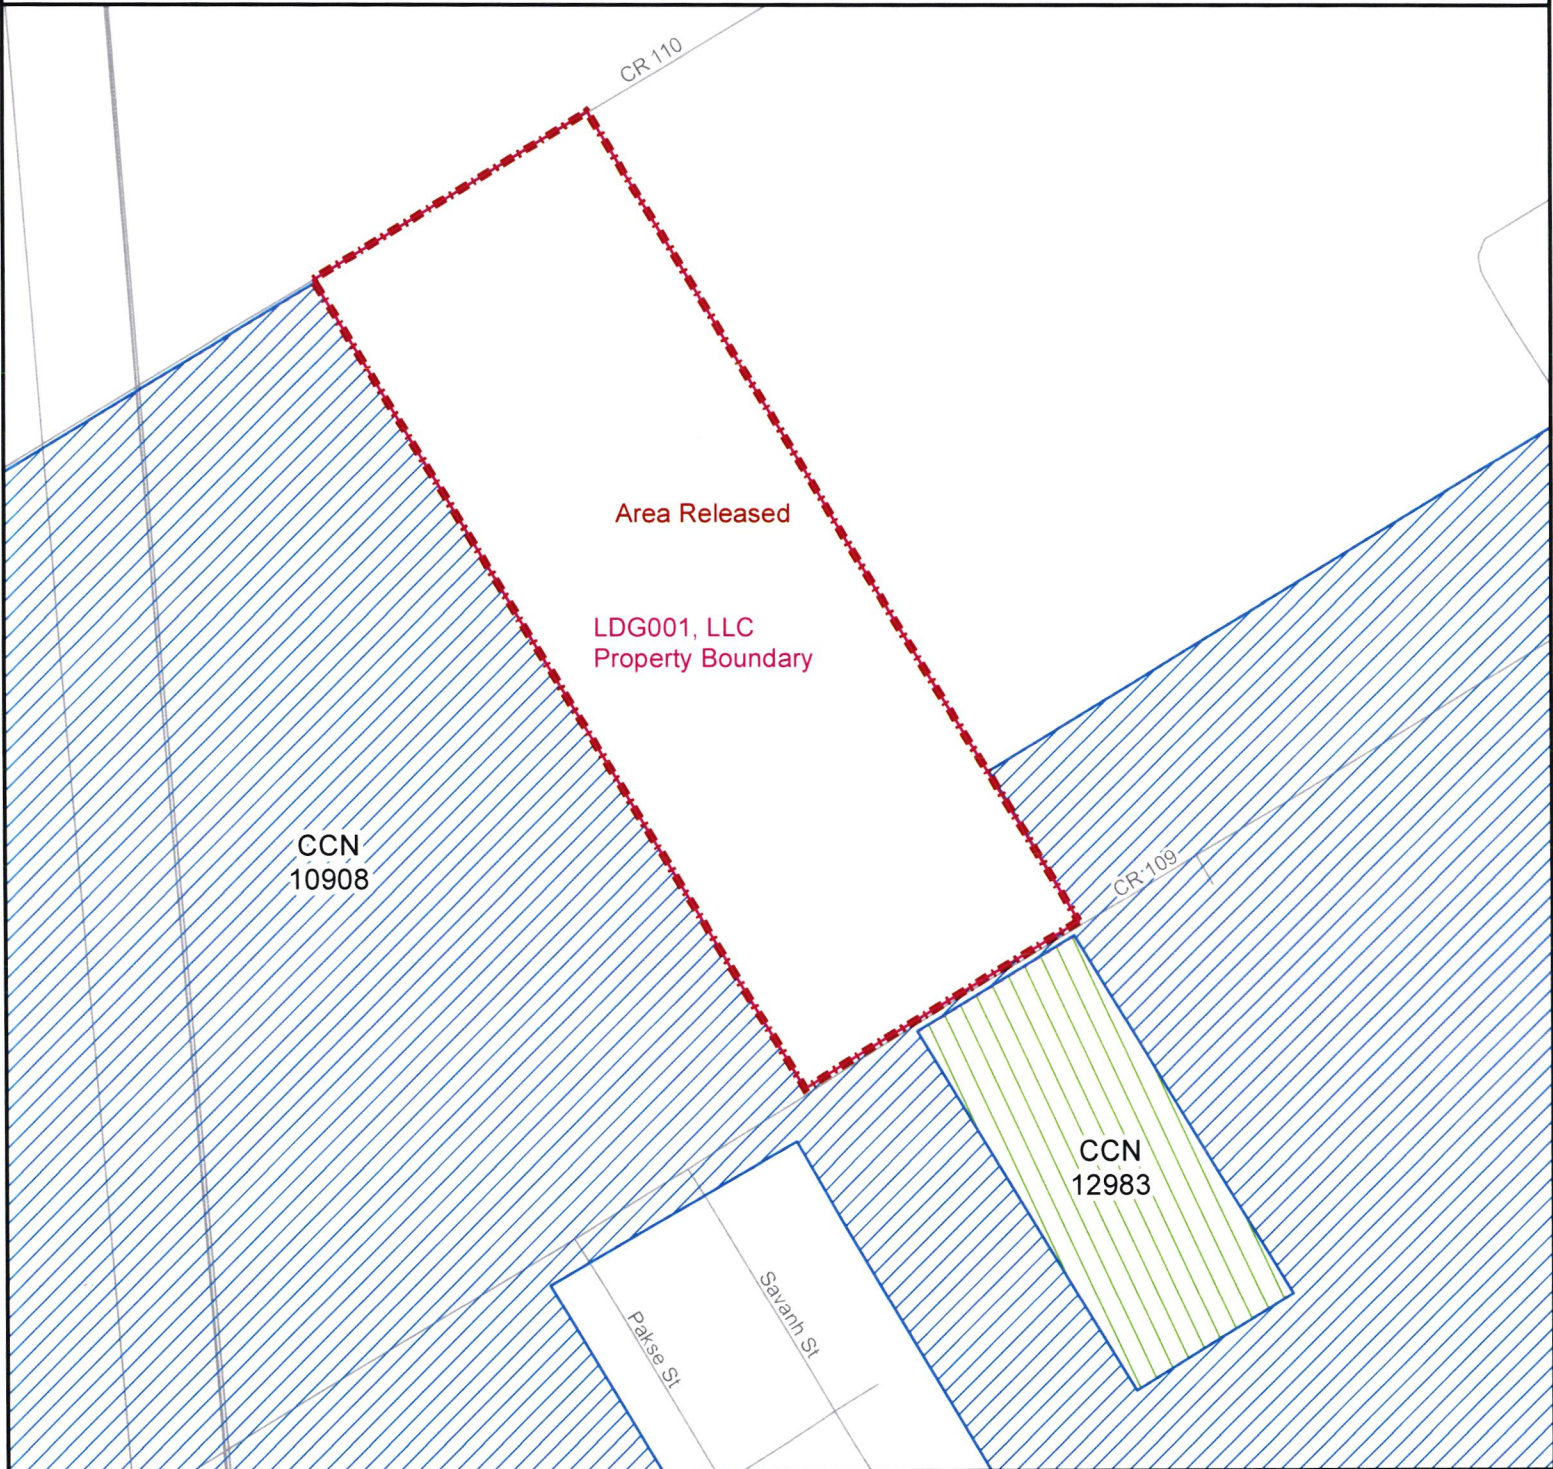 CR 110
Area Released
LDG001, LLC
Property Boundary
CCN
10908
CR 109
CCN
12983
Savanh St
Pakse St